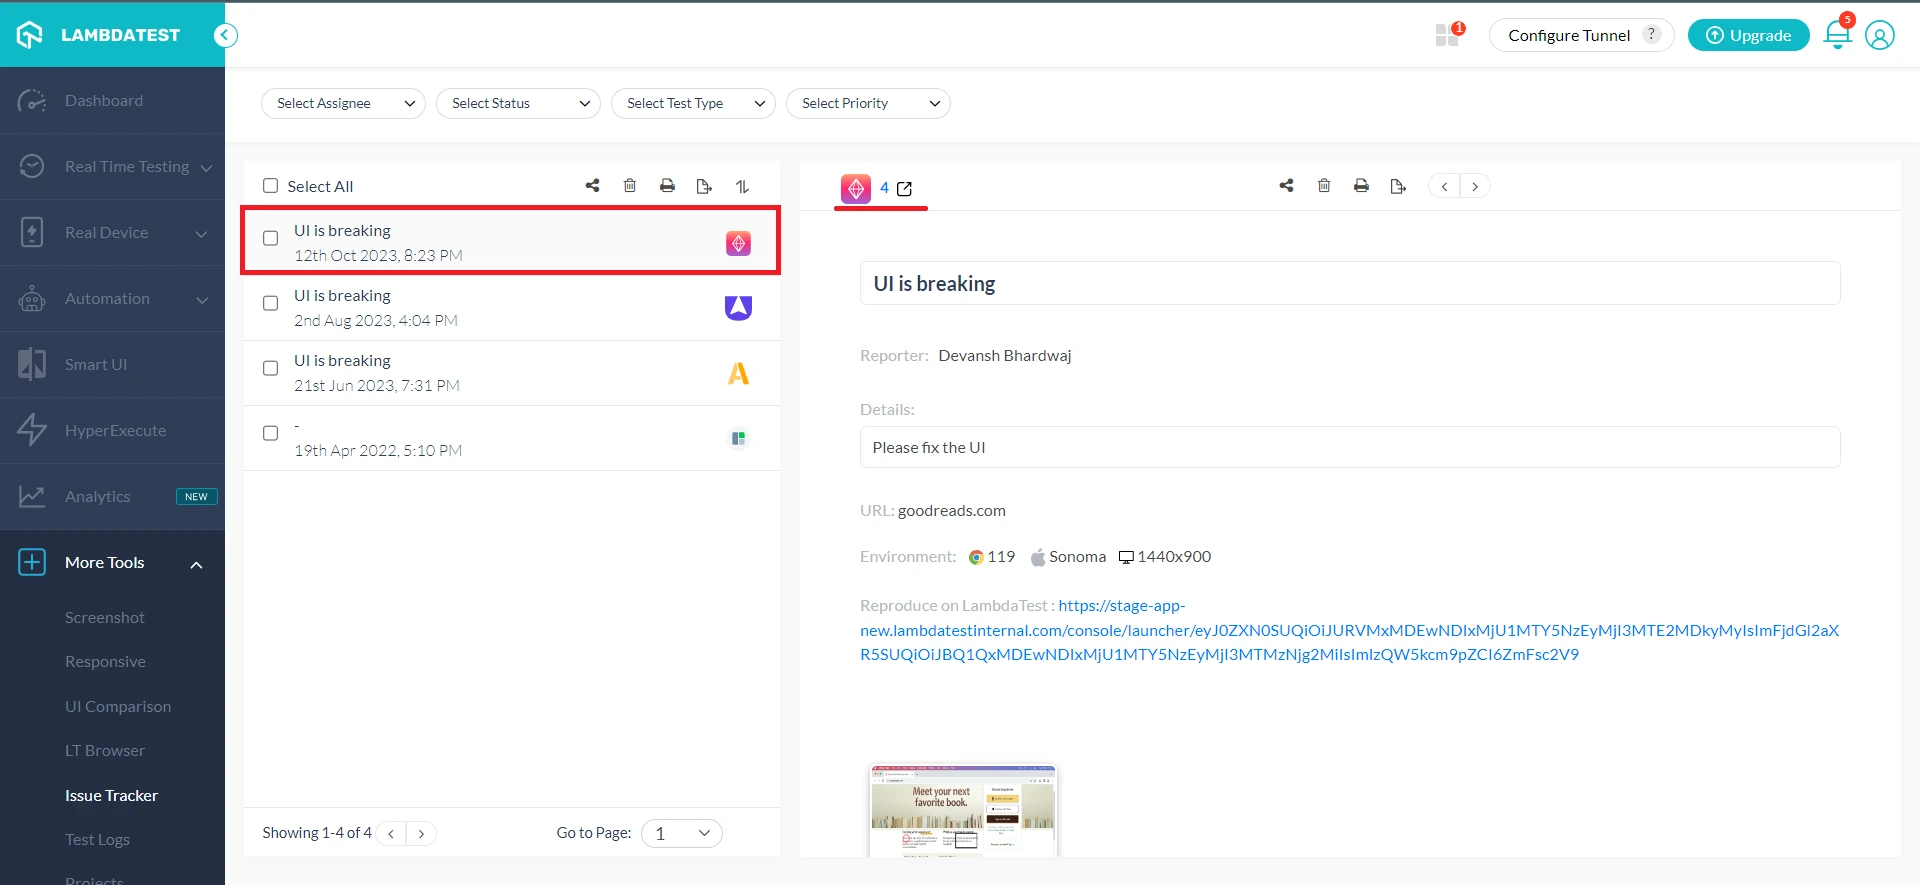 LAMBDATEST
1
Configure Tunnel ?
Upgrade
5
Dashboard
Real Time Testing
Real Device
Automation
Smart UI
HyperExecute
Analytics NEW
More Tools
Screenshot
Responsive
UI Comparison
LT Browser
Issue Tracker
Test Logs
Projects
Select Assignee
Select Status
Select Test Type
Select Priority
Select All
UI is breaking
12th Oct 2023, 8:23 PM
UI is breaking
2nd Aug 2023, 4:04 PM
UI is breaking
21st Jun 2023, 7:31 PM
-
19th Apr 2022, 5:10 PM
Showing 1-4 of 4
Go to Page: 1
4
UI is breaking
Reporter: Devansh Bhardwaj
Details:
Please fix the UI
URL: goodreads.com
Environment: 119 Sonoma 1440x900
Reproduce on LambdaTest : https://stage-app-
new.lambdatestinternal.com/console/launcher/eyJ0ZXN0SUQiOiJURVMxMDEwNDIxMjU1MTY5NzEyMjI3MTE2MDkyMyIsImFjdGl2aX
R5SUQiOiJBQ1QxMDEwNDIxMjU1MTY5NzEyMjI3MTMzNjg2MiIsImlzQW5kcm9pZCI6ZmFsc2V9
Meet your next
favorite book.